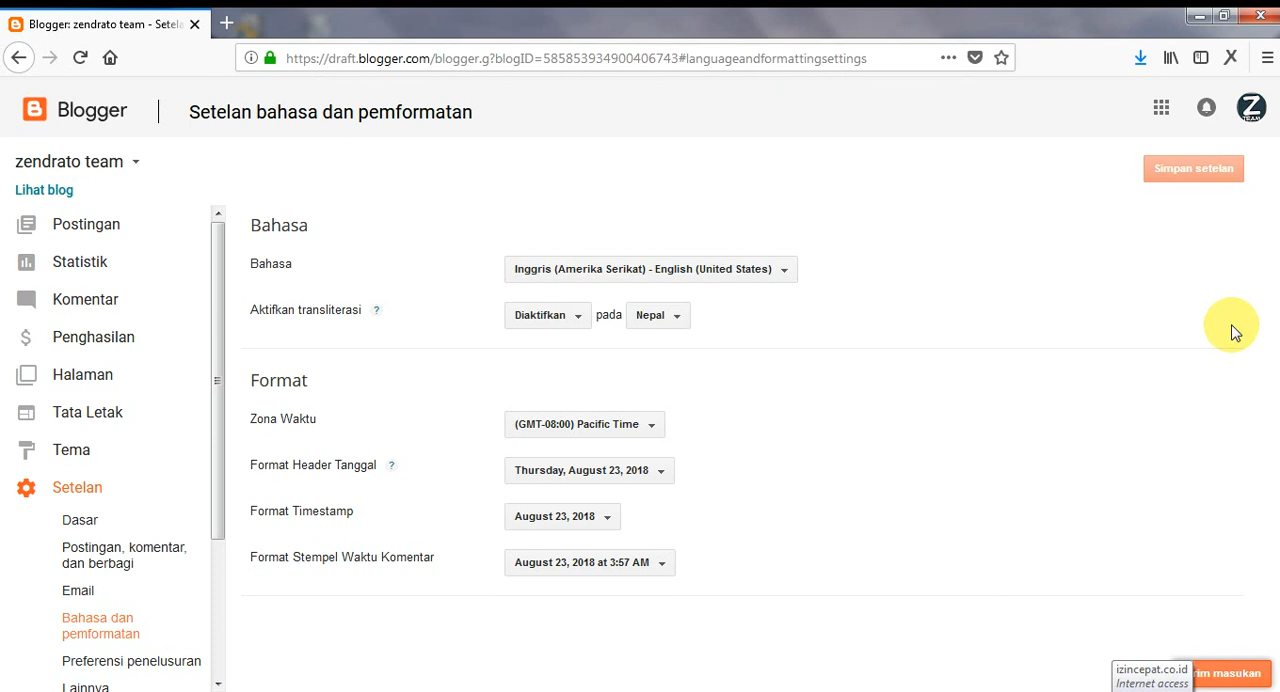 Blogger: zendrato team - Setela
https://draft.blogger.com/blogger.g?blogID=585853934900406743#languageandformattingsettings
Blogger
Setelan bahasa dan pemformatan
Z
TEAM
zendrato team
Simpan setelan
Lihat blog
Postingan
Statistik
Komentar
Penghasilan
Halaman
Tata Letak
Tema
Setelan
Dasar
Postingan, komentar,
dan berbagi
Email
Bahasa dan
pemformatan
Preferensi penelusuran
Lainnya
Bahasa
Bahasa Inggris (Amerika Serikat) - English (United States)
Aktifkan transliterasi ? Diaktifkan pada Nepal
Format
Zona Waktu (GMT-08:00) Pacific Time
Format Header Tanggal ? Thursday, August 23, 2018
Format Timestamp August 23, 2018
Format Stempel Waktu Komentar August 23, 2018 at 3:57 AM
izincepat.co.id
Internet access
rim masukan